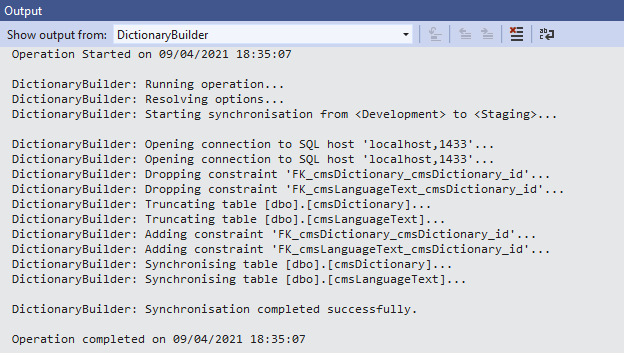 Output
Show output from: DictionaryBuilder
Operation Started on 09/04/2021 18:35:07
DictionaryBuilder: Running operation...
DictionaryBuilder: Resolving options...
DictionaryBuilder: Starting synchronisation from <Development> to <Staging>...
DictionaryBuilder: Opening connection to SQL host 'localhost,1433'...
DictionaryBuilder: Opening connection to SQL host 'localhost,1433'...
DictionaryBuilder: Dropping constraint 'FK_cmsDictionary_cmsDictionary_id'...
DictionaryBuilder: Dropping constraint 'FK_cmsLanguageText_cmsDictionary_id'...
DictionaryBuilder: Truncating table [dbo].[cmsDictionary]...
DictionaryBuilder: Truncating table [dbo].[cmsLanguageText]...
DictionaryBuilder: Adding constraint 'FK_cmsDictionary_cmsDictionary_id'...
DictionaryBuilder: Adding constraint 'FK_cmsLanguageText_cmsDictionary_id'...
DictionaryBuilder: Synchronising table [dbo].[cmsDictionary]...
DictionaryBuilder: Synchronising table [dbo].[cmsLanguageText]...
DictionaryBuilder: Synchronisation completed successfully.
Operation completed on 09/04/2021 18:35:07